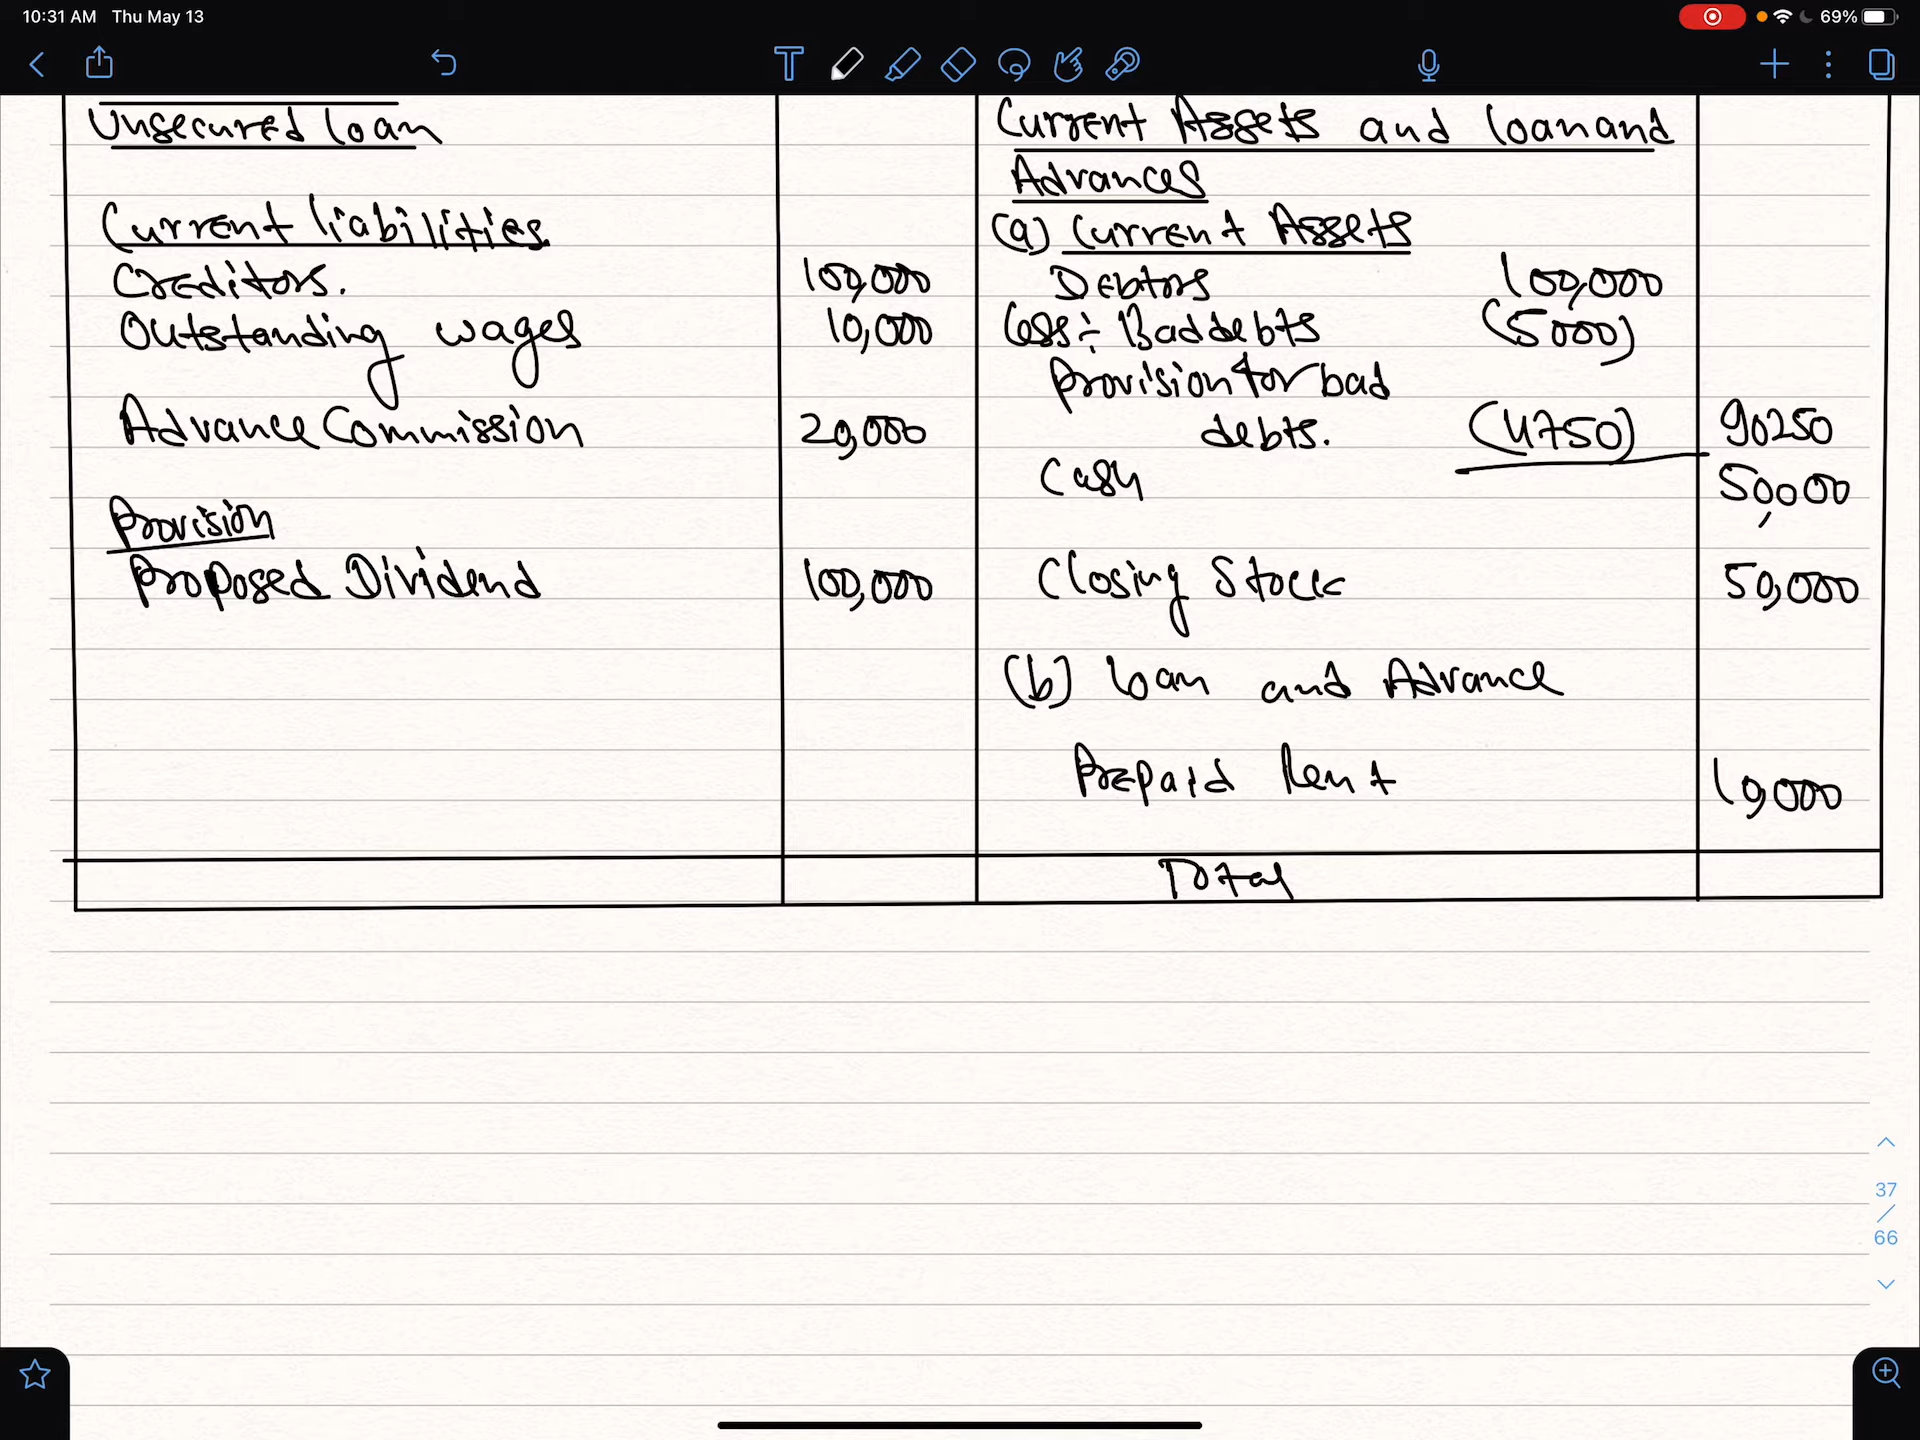 10:31 AM Thu May 13
69%
Unsecured loan
Current liabilities
Creditors. 100,000
Outstanding wages 10,000
Advance Commission 20,000
Provision
Proposed Dividend 100,000
Current Assets and loan and
Advances
(a) Current Assets
Debtors 100,000
Less÷ Bad debts (5000)
Provision for bad
debts. (4750) 90250
Cash 50,000
Closing Stock 50,000
(b) loan and Advance
Prepaid Rent 10,000
Total
37
/
66